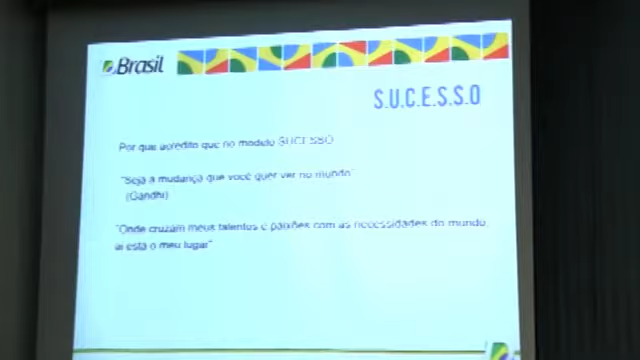 Brasil
S.U.C.E.S.S.O
Por que acredito que no modelo SUCESSO
"Seja a mudança que você quer ver no mundo"
(Gandhi)
"Onde cruzam meus talentos e paixões com as necessidades do mundo,
aí está o meu lugar"